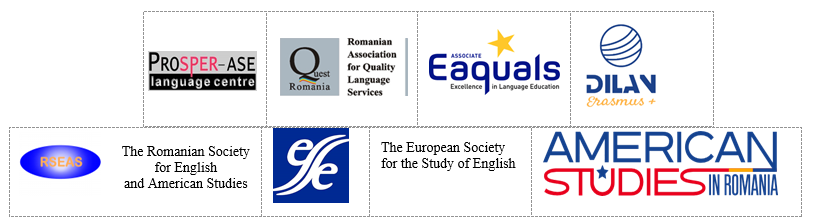 PROSPER-ASE
language centre
Quest
Romania
Romanian
Association
for Quality
Language
Services
ASSOCIATE
Eaquals
Excellence in Language Education
DILAN
Erasmus +
RSEAS
The Romanian Society
for English
and American Studies
esse
The European Society
for the Study of English
AMERICAN
STUDIES IN ROMANIA